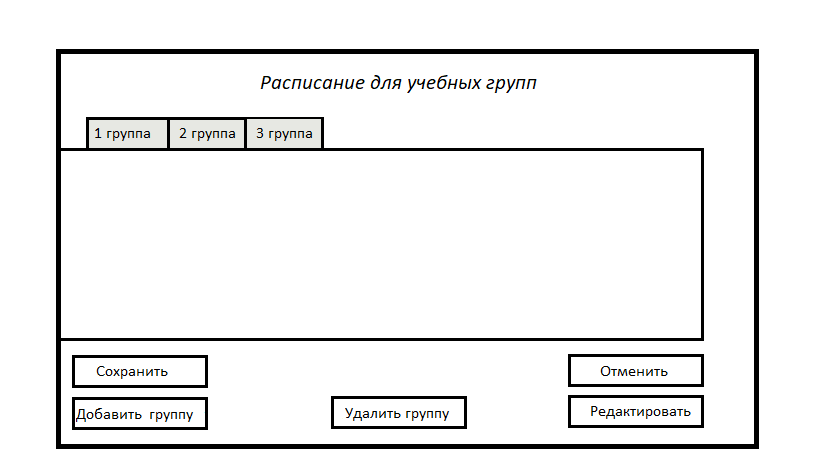 Расписание для учебных групп
1 группа 2 группа 3 группа
Сохранить Отменить
Добавить группу Удалить группу Редактировать